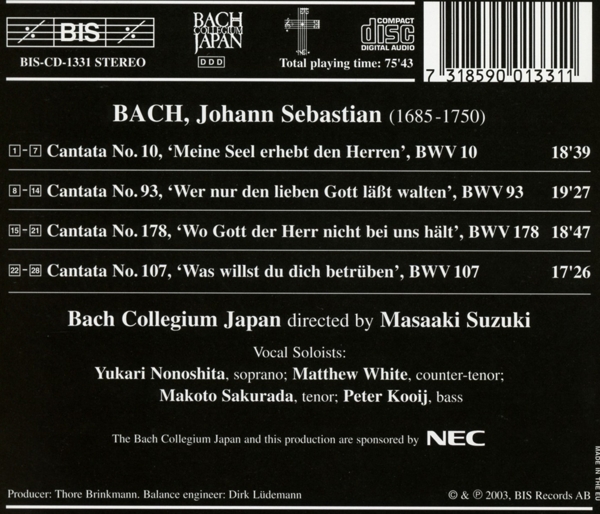 BIS
BACH
COLLEGIUM
JAPAN
DDD
COMPACT
disc
DIGITAL AUDIO
BIS-CD-1331 STEREO
Total playing time: 75'43
7 318590 013311
BACH, Johann Sebastian (1685-1750)
1 - 7 Cantata No. 10, ‘Meine Seel erhebt den Herren’, BWV 10 18'39
8 - 14 Cantata No. 93, ‘Wer nur den lieben Gott läßt walten’, BWV 93 19'27
15 - 21 Cantata No. 178, ‘Wo Gott der Herr nicht bei uns hält’, BWV 178 18'47
22 - 28 Cantata No. 107, ‘Was willst du dich betrüben’, BWV 107 17'26
Bach Collegium Japan directed by Masaaki Suzuki
Vocal Soloists:
Yukari Nonoshita, soprano; Matthew White, counter-tenor;
Makoto Sakurada, tenor; Peter Kooij, bass
The Bach Collegium Japan and this production are sponsored by NEC
MADE IN THE EU
Producer: Thore Brinkmann. Balance engineer: Dirk Lüdemann
© & ℗ 2003, BIS Records AB